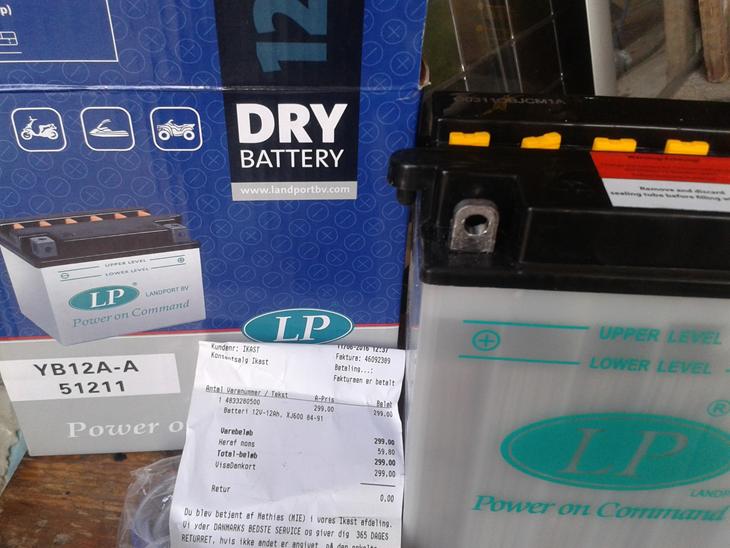 p)
12
DRY
BATTERY
www.landportbv.com
UPPER LEVEL
LOWER LEVEL
LP
LANDPORT BV
Power on Command
LP
YB12A-A
51211
Power o
Kundenr: IKAST
Kontantsalg Ikast
Faktura: 46092309
Betaling...:
Fakturaen er betalt
Antal Varenummer / Tekst A-Pris Beløb
1 4833280500 299.00 299.00
Batteri 12V-12Ah, XJ600 84-91
Varebeløb 299.00
Heraf moms 59.80
Total-beløb 299.00
VisaDankort 299.00
Retur 0.00
Du blev betjent af Mathias (MIE) i vores Ikast afdeling.
Vi yder DANMARKS BEDSTE SERVICE og giver dig 365 DAGES
RETURRET, hvis ikke andet er angivet
Remove and discard
sealing tube before filling
UPPER LEVEL
LOWER LEVEL
LP
®
LANDP
Power on Command